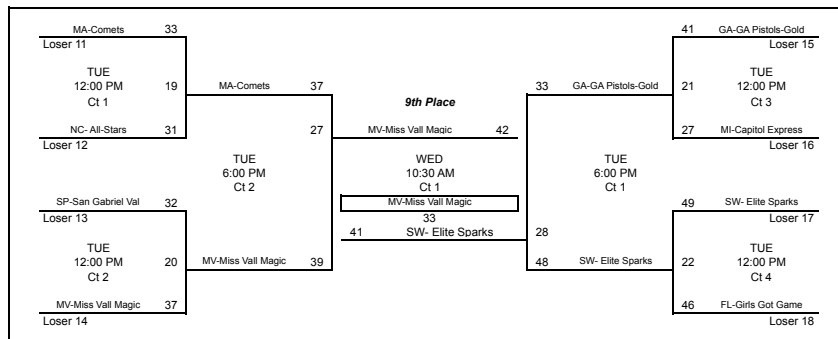 MA-Comets 33 41 GA-GA Pistols-Gold
Loser 11 Loser 15
TUE TUE
12:00 PM 19 MA-Comets 37 33 GA-GA Pistols-Gold 21 12:00 PM
Ct 1 9th Place Ct 3
NC- All-Stars 31 27 MV-Miss Vall Magic 42 27 MI-Capitol Express
Loser 12 Loser 16
TUE WED TUE
6:00 PM 10:30 AM 6:00 PM
Ct 2 Ct 1 Ct 1
SP-San Gabriel Val 32 MV-Miss Vall Magic 49 SW- Elite Sparks
Loser 13 33 Loser 17
41 SW- Elite Sparks 28
TUE TUE
12:00 PM 20 MV-Miss Vall Magic 39 48 SW- Elite Sparks 22 12:00 PM
Ct 2 Ct 4
MV-Miss Vall Magic 37 46 FL-Girls Got Game
Loser 14 Loser 18